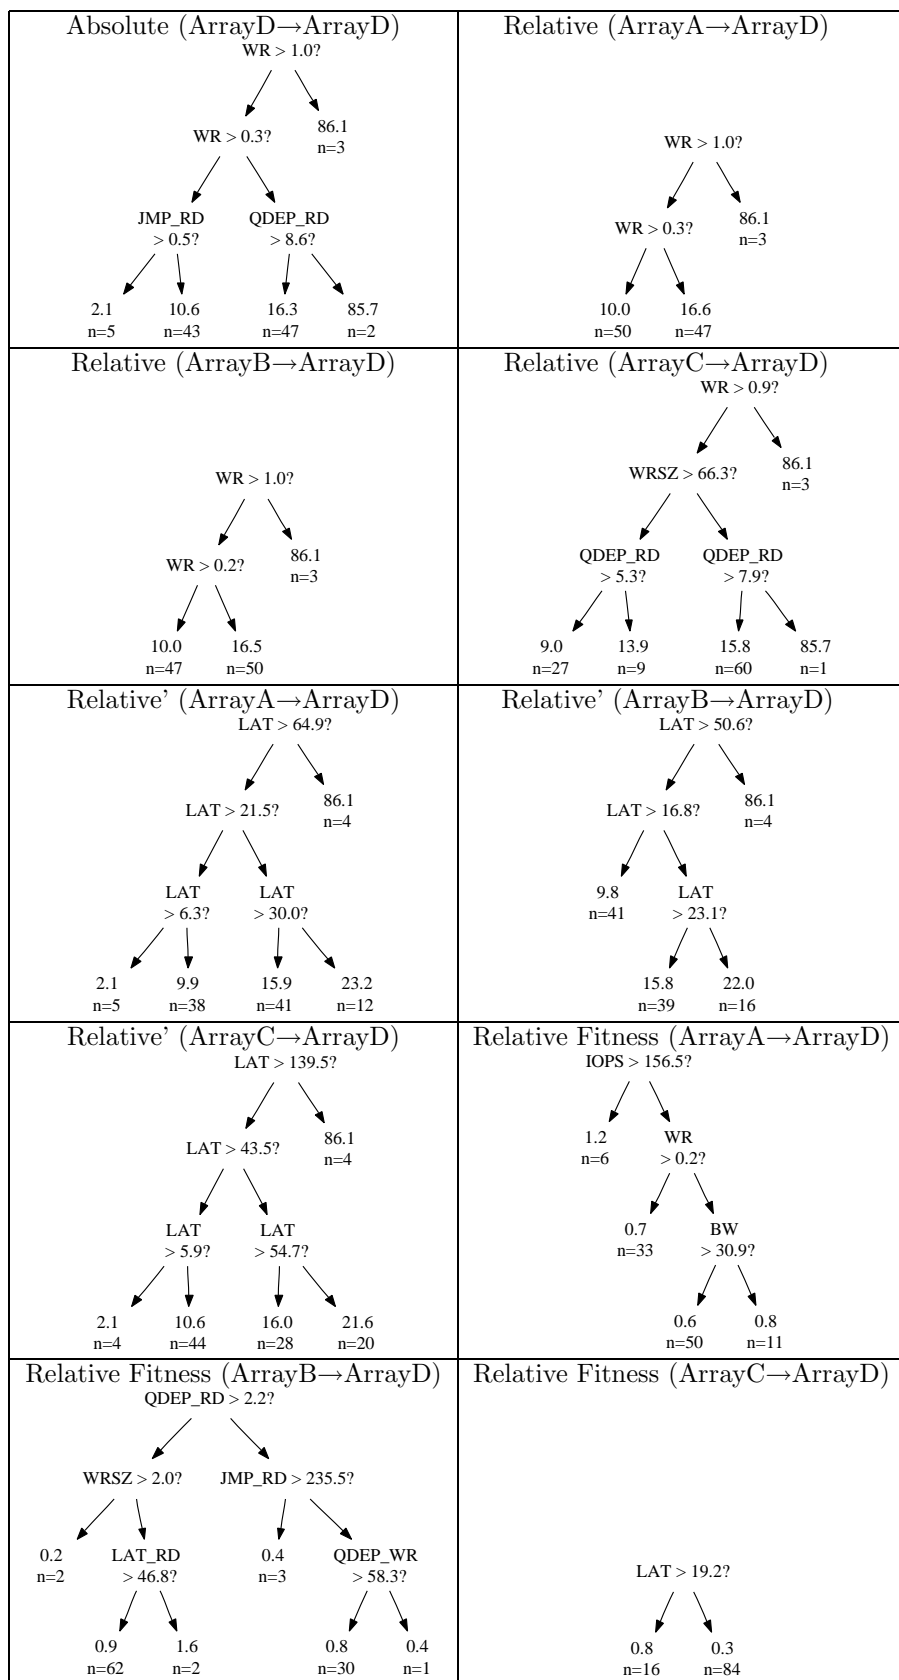 Absolute (ArrayD→ArrayD)
WR > 1.0?
WR > 0.3?
86.1
n=3
JMP_RD
> 0.5?
QDEP_RD
> 8.6?
2.1
n=5
10.6
n=43
16.3
n=47
85.7
n=2
Relative (ArrayA→ArrayD)
WR > 1.0?
WR > 0.3?
86.1
n=3
10.0
n=50
16.6
n=47
Relative (ArrayB→ArrayD)
WR > 1.0?
WR > 0.2?
86.1
n=3
10.0
n=47
16.5
n=50
Relative (ArrayC→ArrayD)
WR > 0.9?
WRSZ > 66.3?
86.1
n=3
QDEP_RD
> 5.3?
QDEP_RD
> 7.9?
9.0
n=27
13.9
n=9
15.8
n=60
85.7
n=1
Relative’ (ArrayA→ArrayD)
LAT > 64.9?
LAT > 21.5?
86.1
n=4
LAT
> 6.3?
LAT
> 30.0?
2.1
n=5
9.9
n=38
15.9
n=41
23.2
n=12
Relative’ (ArrayB→ArrayD)
LAT > 50.6?
LAT > 16.8?
86.1
n=4
9.8
n=41
LAT
> 23.1?
15.8
n=39
22.0
n=16
Relative’ (ArrayC→ArrayD)
LAT > 139.5?
LAT > 43.5?
86.1
n=4
LAT
> 5.9?
LAT
> 54.7?
2.1
n=4
10.6
n=44
16.0
n=28
21.6
n=20
Relative Fitness (ArrayA→ArrayD)
IOPS > 156.5?
1.2
n=6
WR
> 0.2?
0.7
n=33
BW
> 30.9?
0.6
n=50
0.8
n=11
Relative Fitness (ArrayB→ArrayD)
QDEP_RD > 2.2?
WRSZ > 2.0?
JMP_RD > 235.5?
0.2
n=2
LAT_RD
> 46.8?
0.4
n=3
QDEP_WR
> 58.3?
0.9
n=62
1.6
n=2
0.8
n=30
0.4
n=1
Relative Fitness (ArrayC→ArrayD)
LAT > 19.2?
0.8
n=16
0.3
n=84